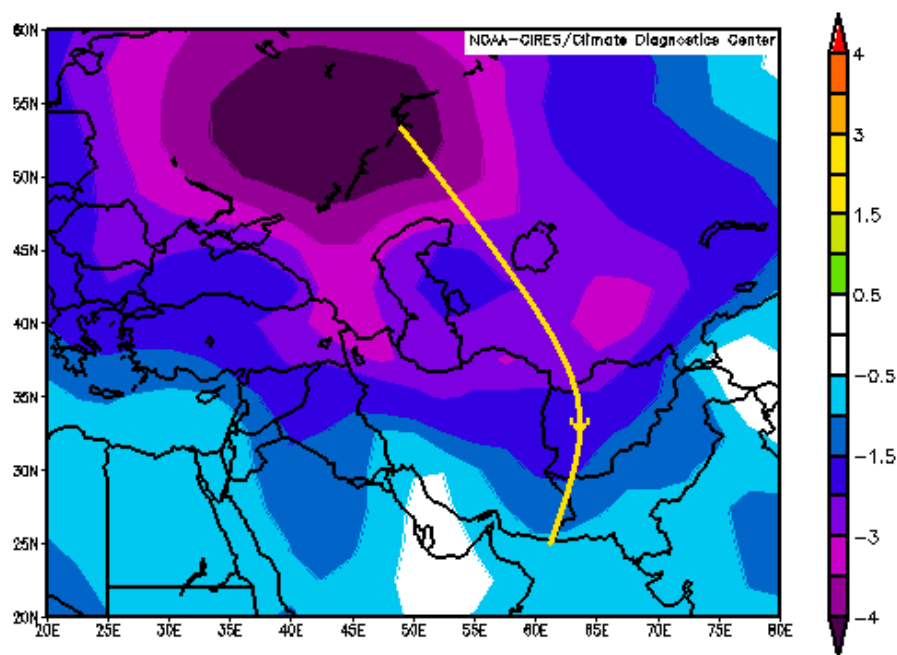 NOAA-CIRES/Climate Diagnostics Center
60N
55N
50N
45N
40N
35N
30N
25N
20N
20E 25E 30E 35E 40E 45E 50E 55E 60E 65E 70E 75E 80E
4
3
1.5
0.5
-0.5
-1.5
-3
-4